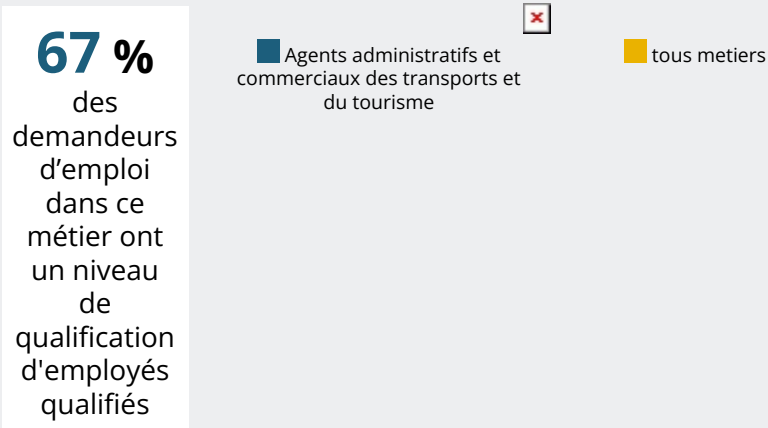 67 %
des
demandeurs
d’emploi
dans ce
métier ont
un niveau
de
qualification
d'employés
qualifiés
Agents administratifs et
commerciaux des transports et
du tourisme
tous metiers